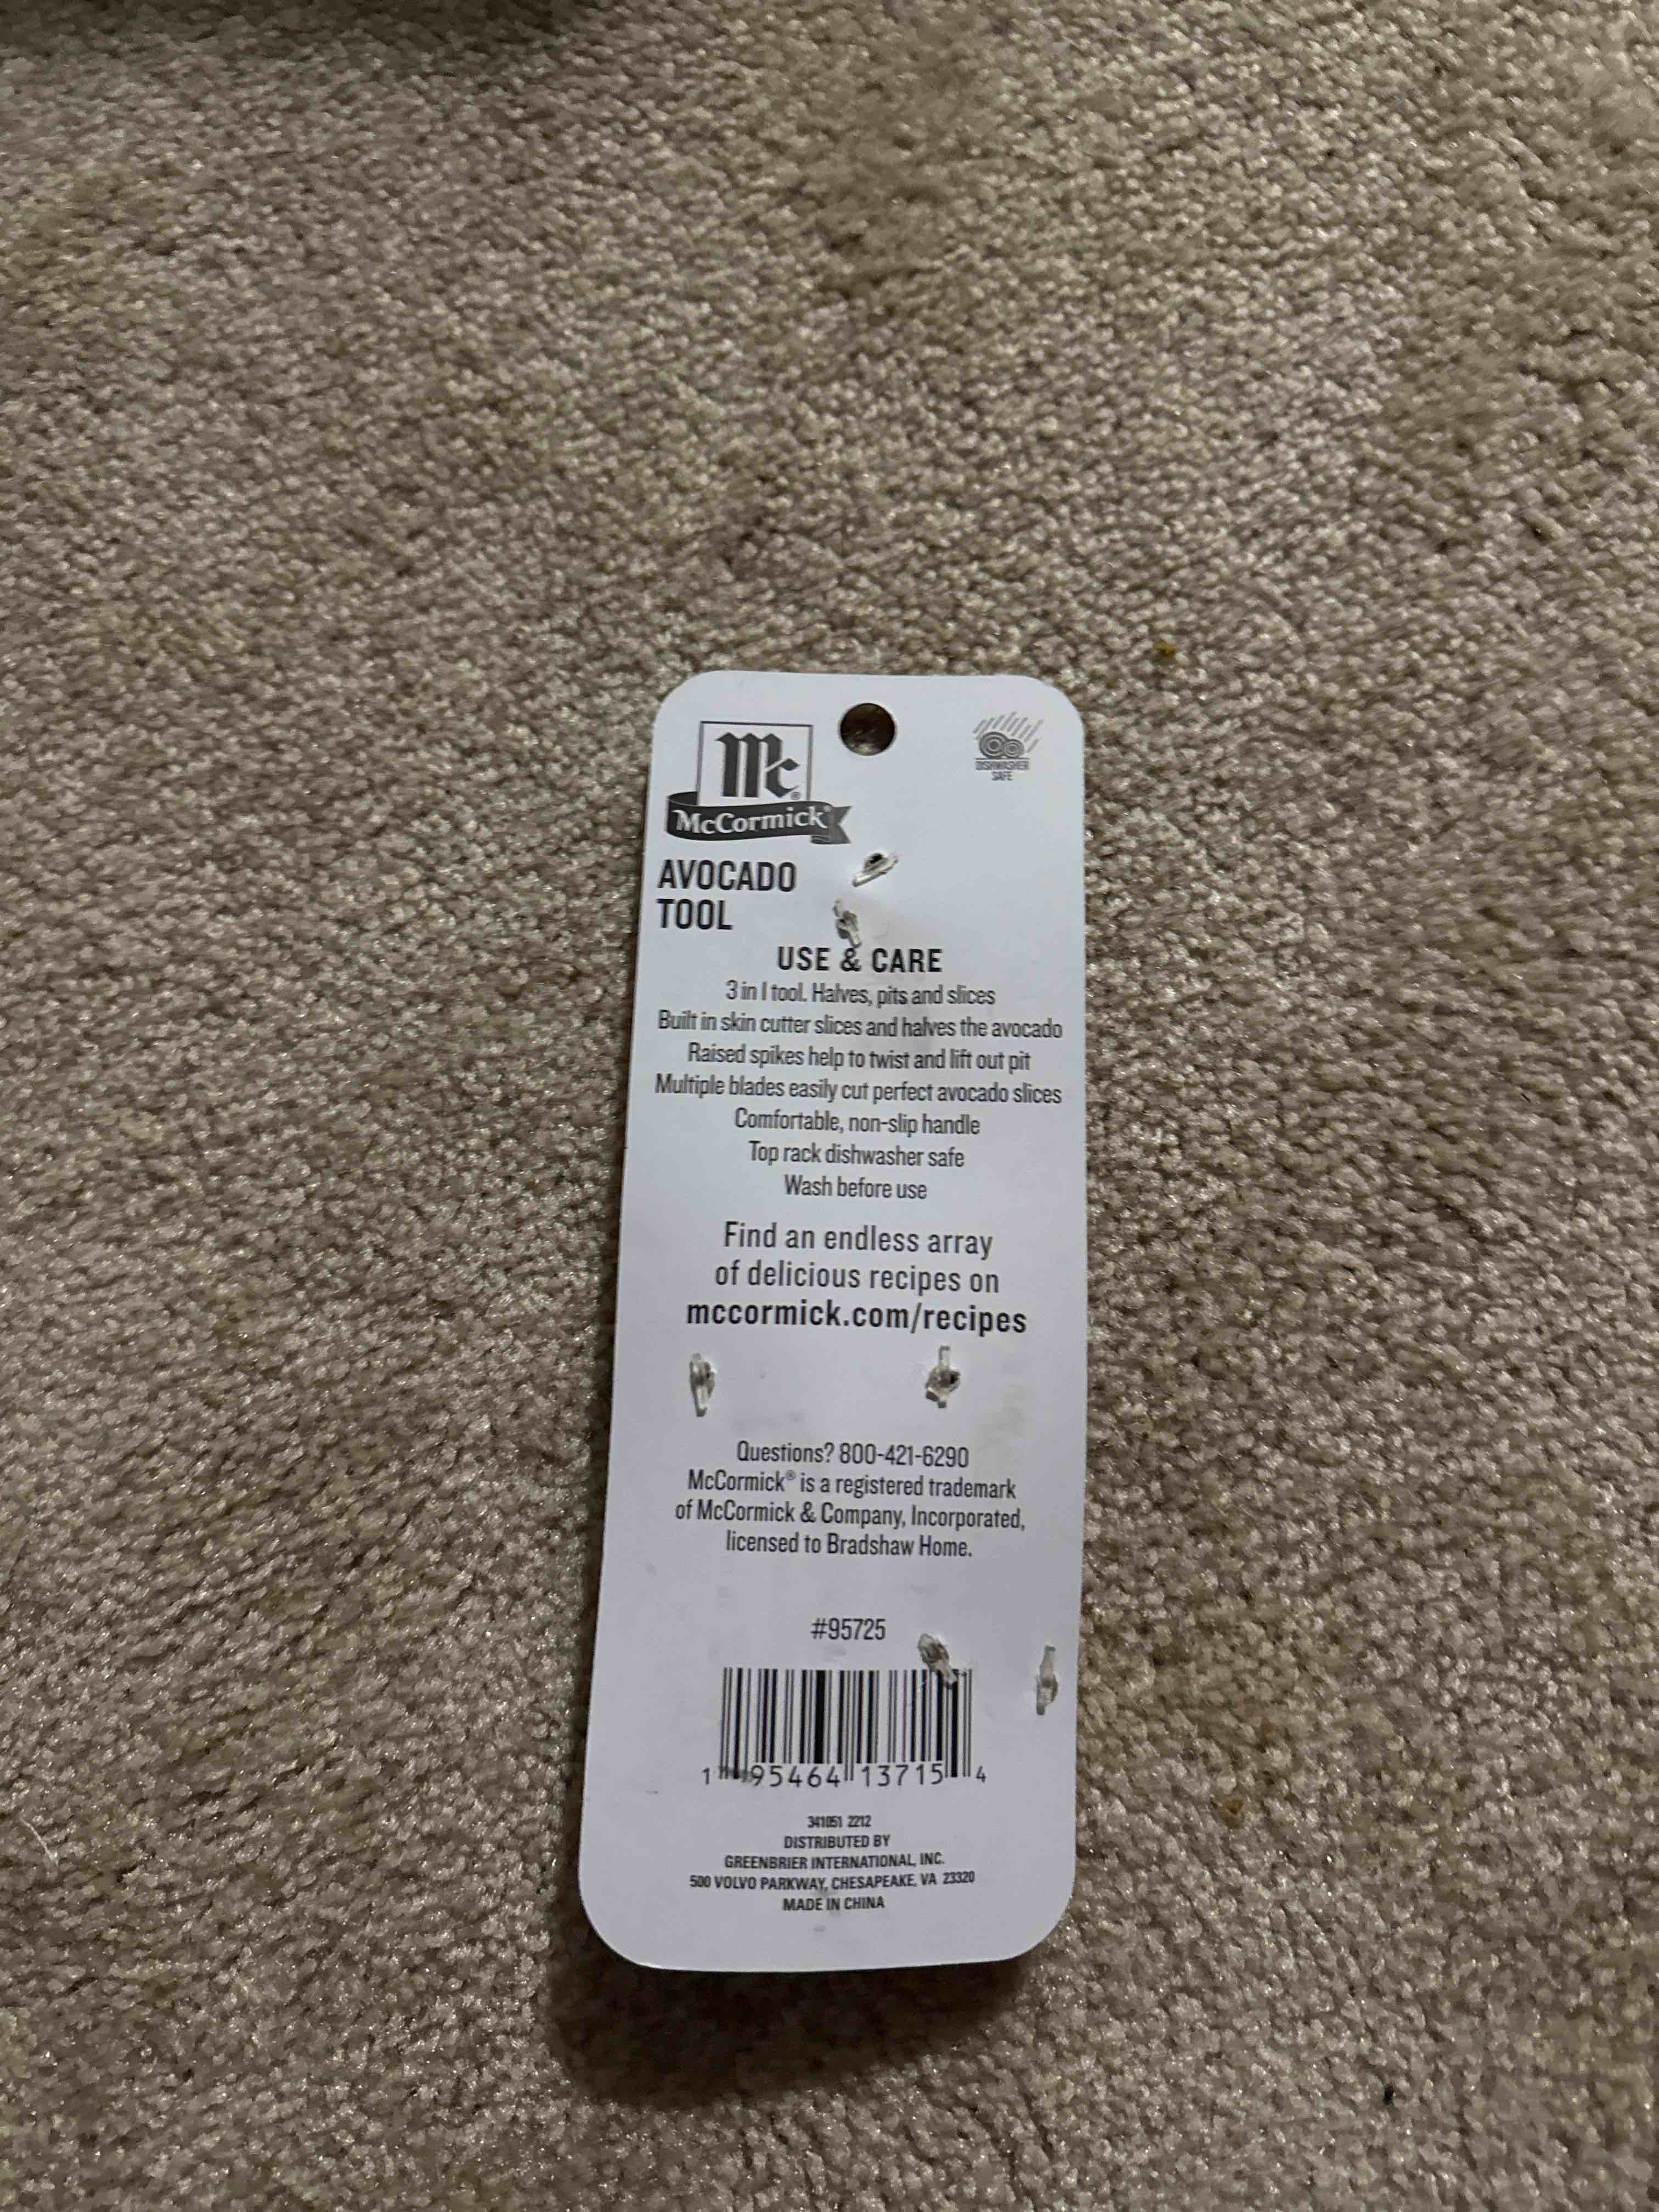 Mc®
McCormick®
DISHWASHER
SAFE
AVOCADO
TOOL
USE & CARE
3 in 1 tool. Halves, pits and slices
Built in skin cutter slices and halves the avocado
Raised spikes help to twist and lift out pit
Multiple blades easily cut perfect avocado slices
Comfortable, non-slip handle
Top rack dishwasher safe
Wash before use
Find an endless array
of delicious recipes on
mccormick.com/recipes
Questions? 800-421-6290
McCormick® is a registered trademark
of McCormick & Company, Incorporated,
licensed to Bradshaw Home.
#95725
1 95464 13715 4
341051 2212
DISTRIBUTED BY
GREENBRIER INTERNATIONAL, INC.
500 VOLVO PARKWAY, CHESAPEAKE, VA 23320
MADE IN CHINA